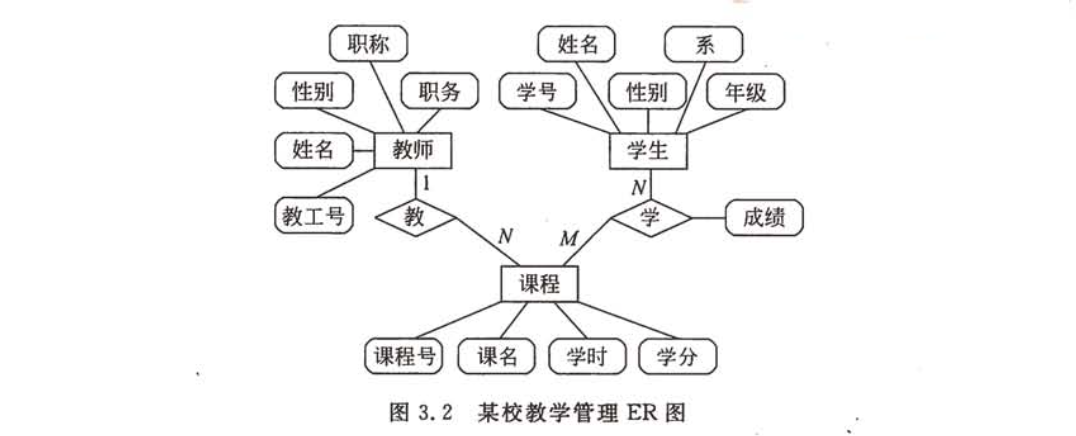 职称 姓名 系
性别 职务 学号 性别 年级
姓名 教师 学生
1 N
教工号 教 学 成绩
N M
课程
课程号 课名 学时 学分
图 3.2 某校教学管理 ER 图